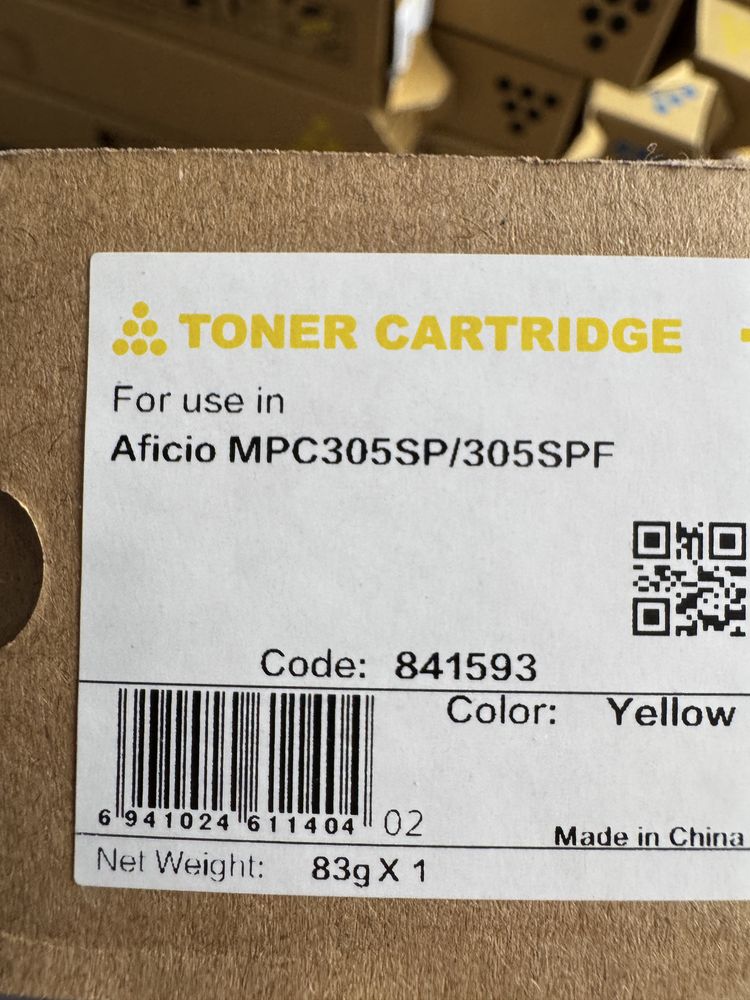 TONER CARTRIDGE
For use in
Aficio MPC305SP/305SPF
Code: 841593
Color: Yellow
6 941024 611404 02
Made in China
Net Weight: 83g X 1